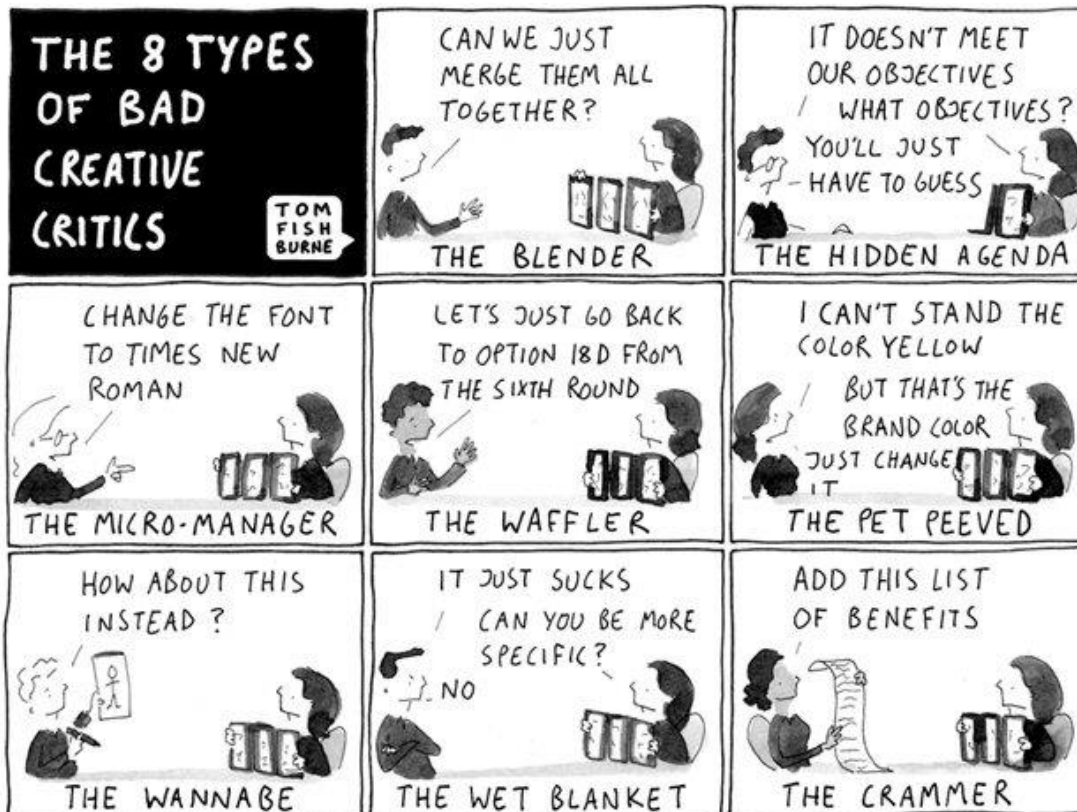 THE 8 TYPES
OF BAD
CREATIVE
CRITICS
TOM
FISH
BURNE
CAN WE JUST
MERGE THEM ALL
TOGETHER?
THE BLENDER
IT DOESN'T MEET
OUR OBJECTIVES
WHAT OBJECTIVES?
YOU'LL JUST
HAVE TO GUESS
THE HIDDEN AGENDA
CHANGE THE FONT
TO TIMES NEW
ROMAN
THE MICRO-MANAGER
LET'S JUST GO BACK
TO OPTION 18D FROM
THE SIXTH ROUND
THE WAFFLER
I CAN'T STAND THE
COLOR YELLOW
BUT THAT'S THE
BRAND COLOR
JUST CHANGE
IT
THE PET PEEVED
HOW ABOUT THIS
INSTEAD?
THE WANNABE
IT JUST SUCKS
CAN YOU BE MORE
SPECIFIC?
NO
THE WET BLANKET
ADD THIS LIST
OF BENEFITS
THE CRAMMER